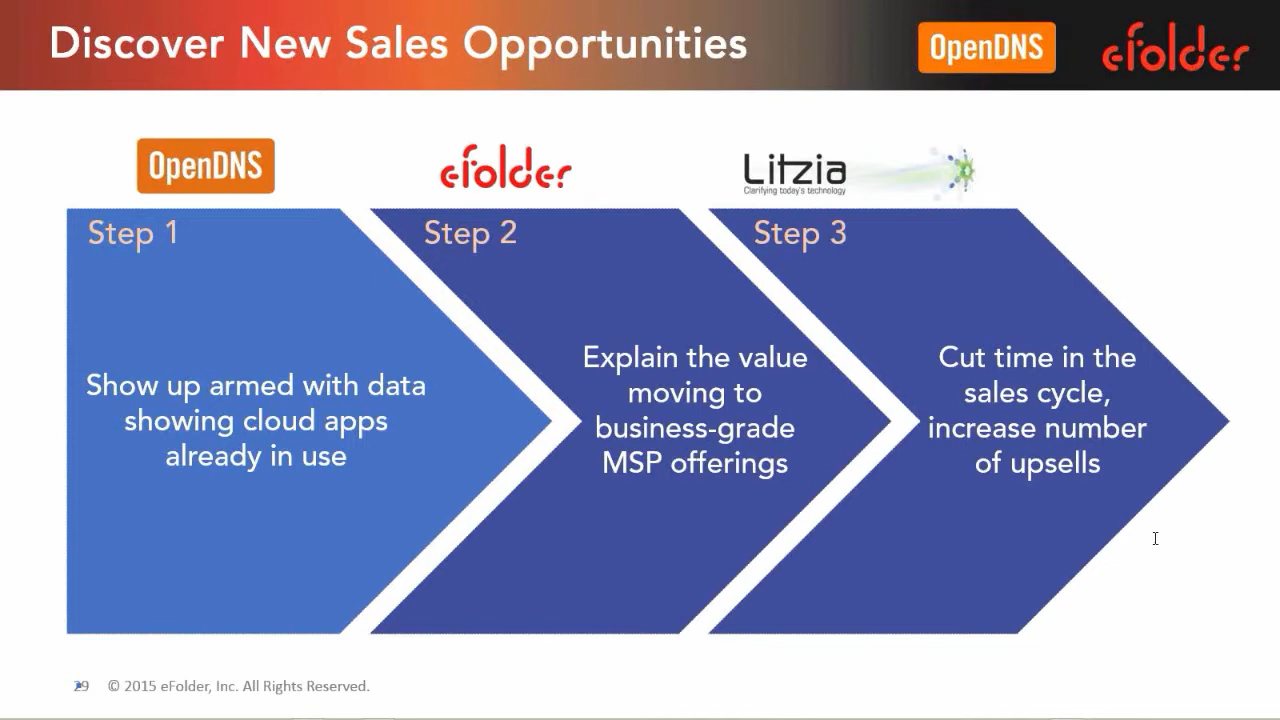 Discover New Sales Opportunities
OpenDNS
eFolder
OpenDNS
eFolder
Litzia
Clarifying today's technology
Step 1
Step 2
Step 3
Show up armed with data
showing cloud apps
already in use
Explain the value
moving to
business-grade
MSP offerings
Cut time in the
sales cycle,
increase number
of upsells
29 © 2015 eFolder, Inc. All Rights Reserved.